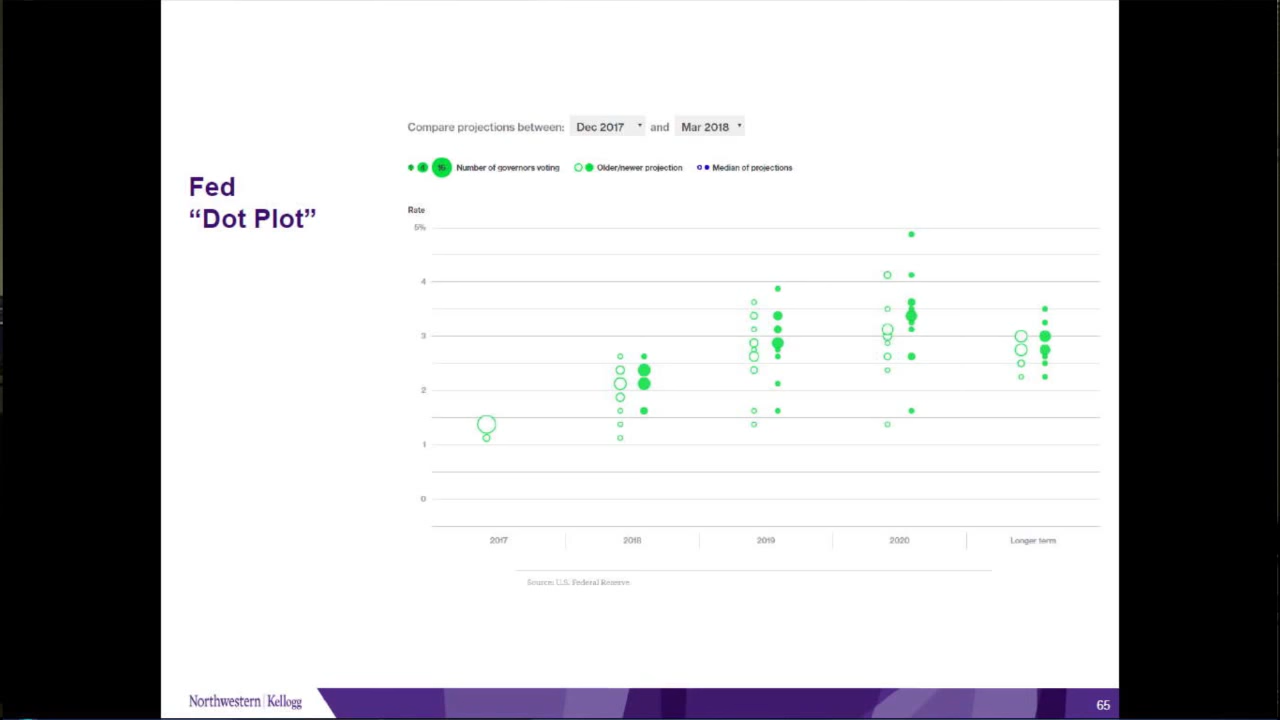 Compare projections between: Dec 2017 and Mar 2018
4 16 Number of governors voting Older/newer projection Median of projections
Fed
“Dot Plot”
Rate
5%
4
3
2
1
0
2017 2018 2019 2020 Longer term
Source: U.S. Federal Reserve
Northwestern Kellogg
65